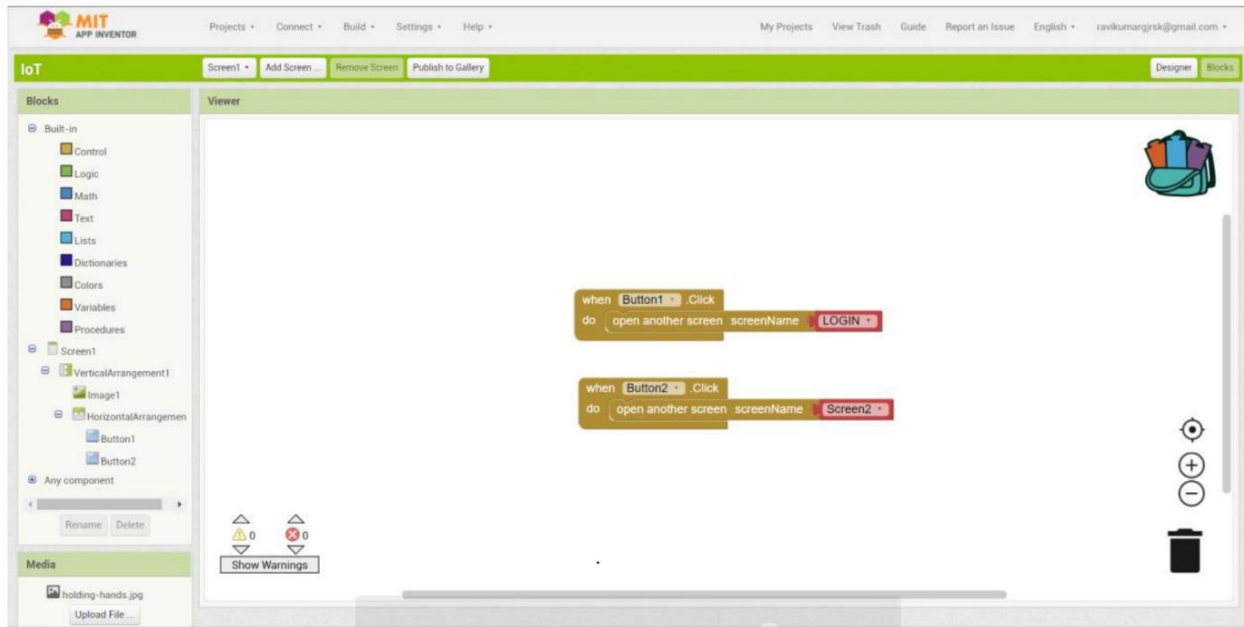 MIT
APP INVENTOR
Projects Connect Build Settings Help My Projects View Trash Guide Report an Issue English ravikumargjrsk@gmail.com
IoT Screen1 Add Screen ... Remove Screen Publish to Gallery Designer Blocks
Blocks Viewer
Built-in
Control
Logic
Math
Text
Lists
Dictionaries
Colors
Variables
Procedures
Screen1
VerticalArrangement1
Image1
HorizontalArrangemen
Button1
Button2
Any component
Rename Delete
when Button1 .Click
do open another screen screenName LOGIN
when Button2 .Click
do open another screen screenName Screen2
0 0
Show Warnings
Media
holding-hands.jpg
Upload File ...